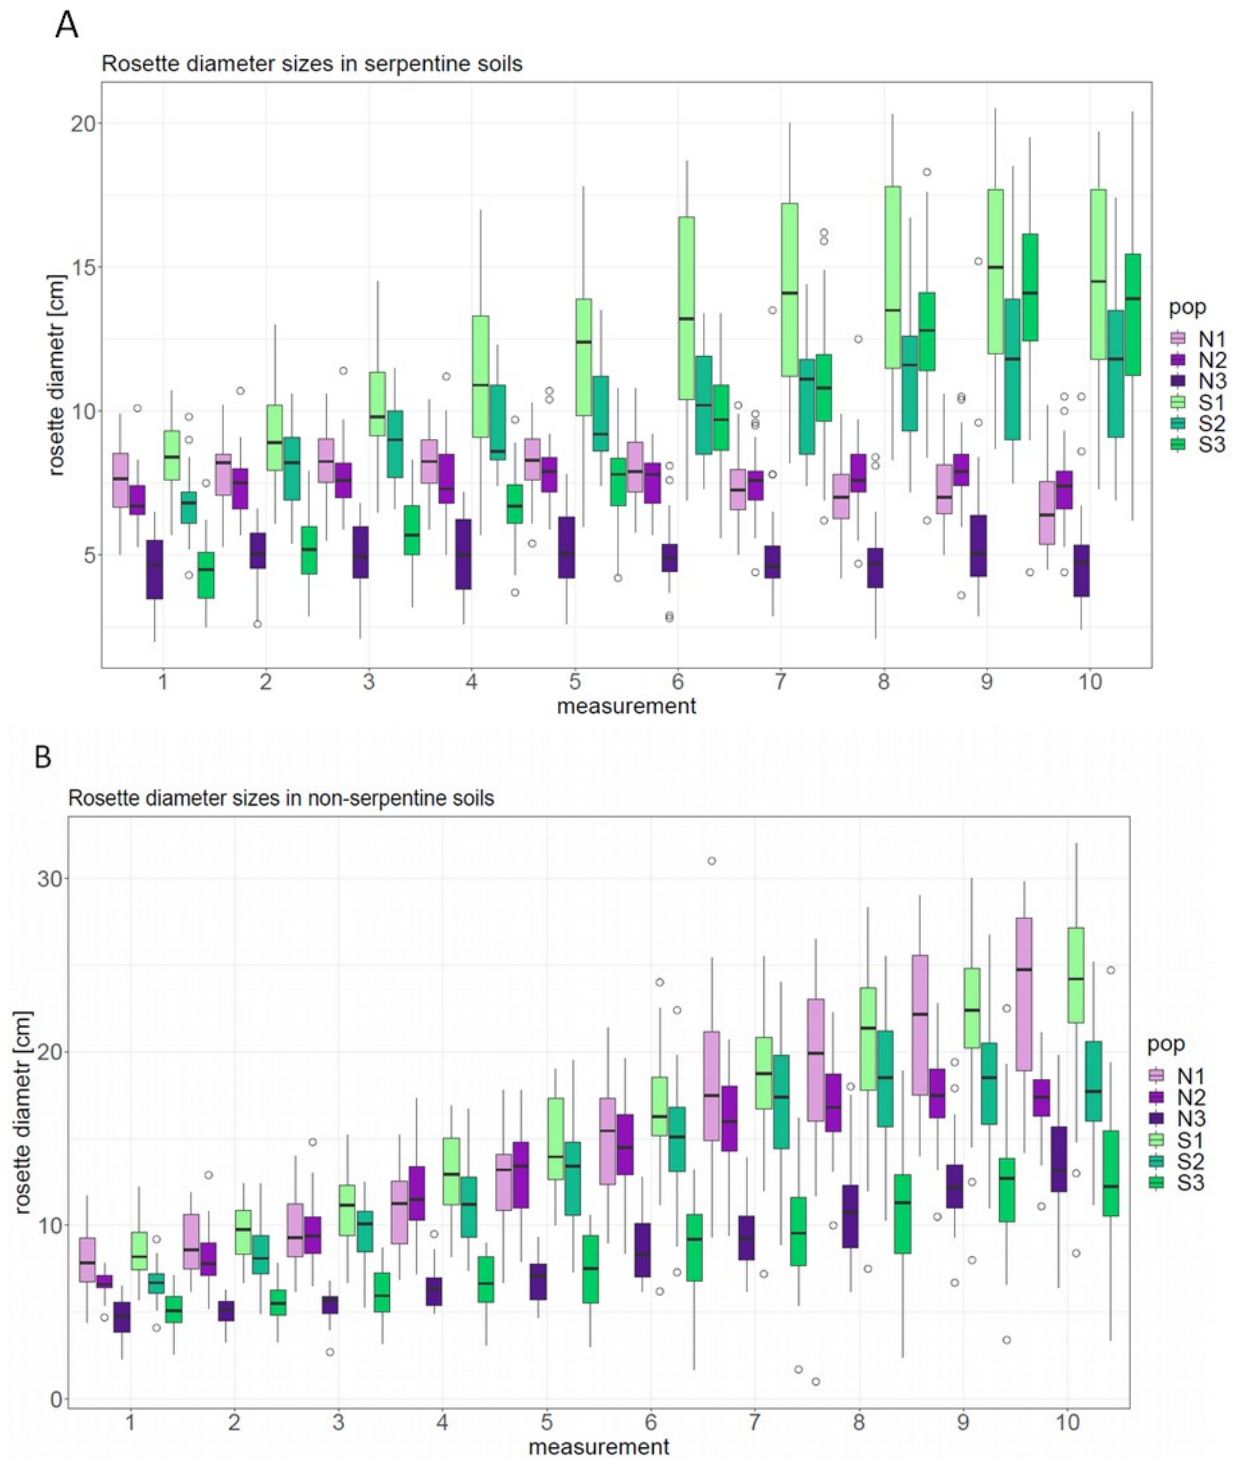 A
Rosette diameter sizes in serpentine soils
20
15
10
5
rosette diametr [cm]
1 2 3 4 5 6 7 8 9 10
measurement
pop
N1
N2
N3
S1
S2
S3
B
Rosette diameter sizes in non-serpentine soils
30
20
10
0
rosette diametr [cm]
1 2 3 4 5 6 7 8 9 10
measurement
pop
N1
N2
N3
S1
S2
S3